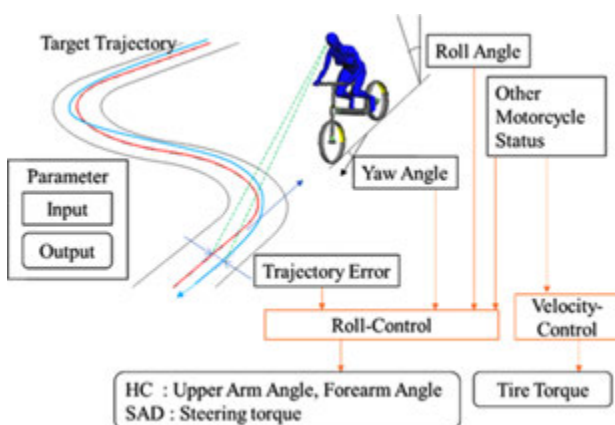 Target Trajectory
Roll Angle
Other
Motorcycle
Status
Parameter
Input
Output
Yaw Angle
Trajectory Error
Roll-Control
Velocity-
Control
HC : Upper Arm Angle, Forearm Angle
SAD : Steering torque
Tire Torque